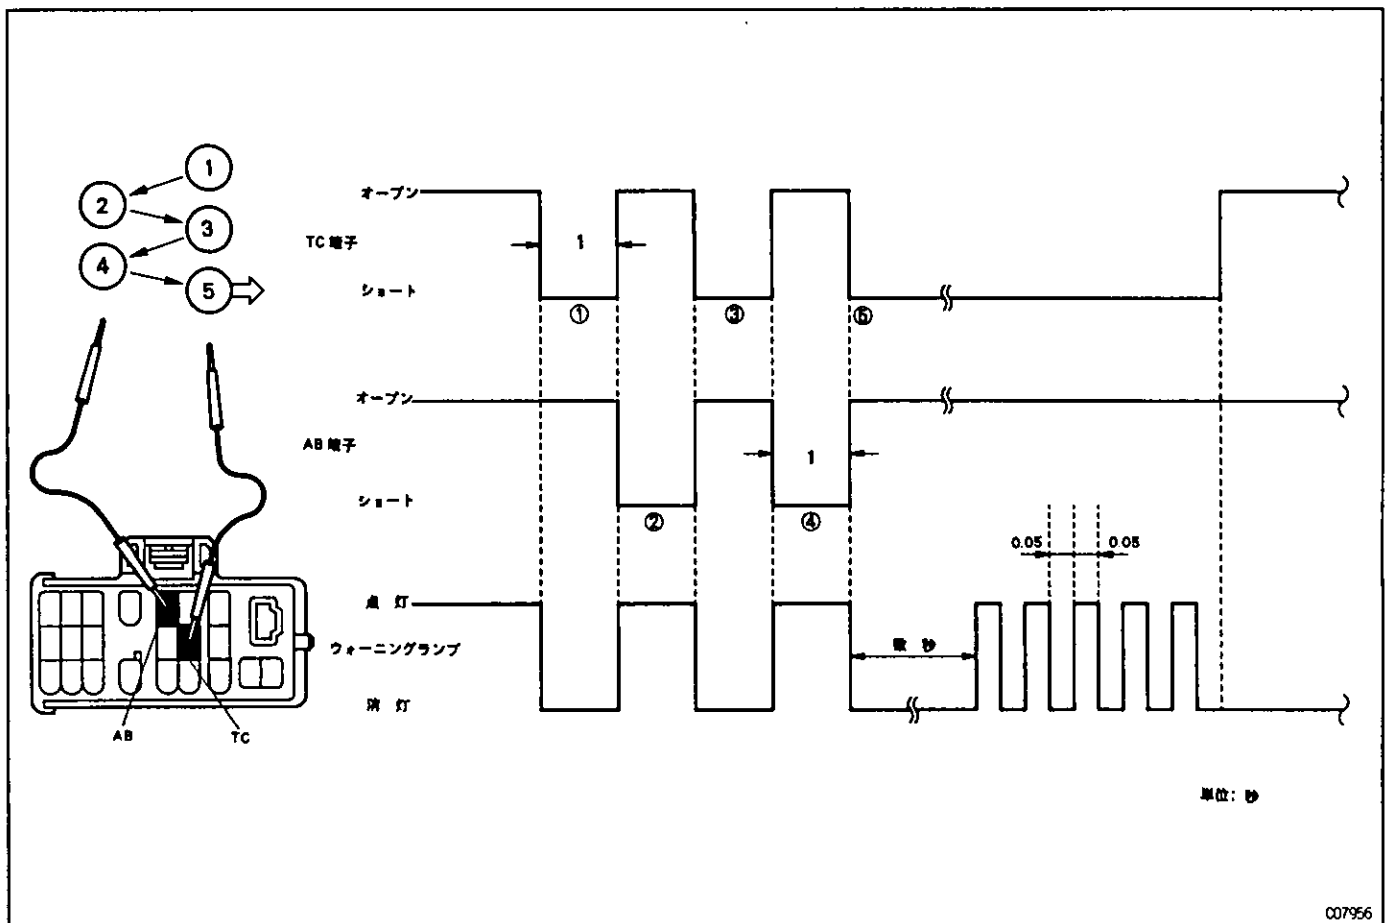 1
2
3
4
5
オープン
TC 端子
1
ショート
① ③ ⑤
オープン
AB 端子
1
ショート
② ④
0.05 0.05
点 灯
ウォーニングランプ
数 秒
消 灯
AB
TC
単位: 秒
C07956